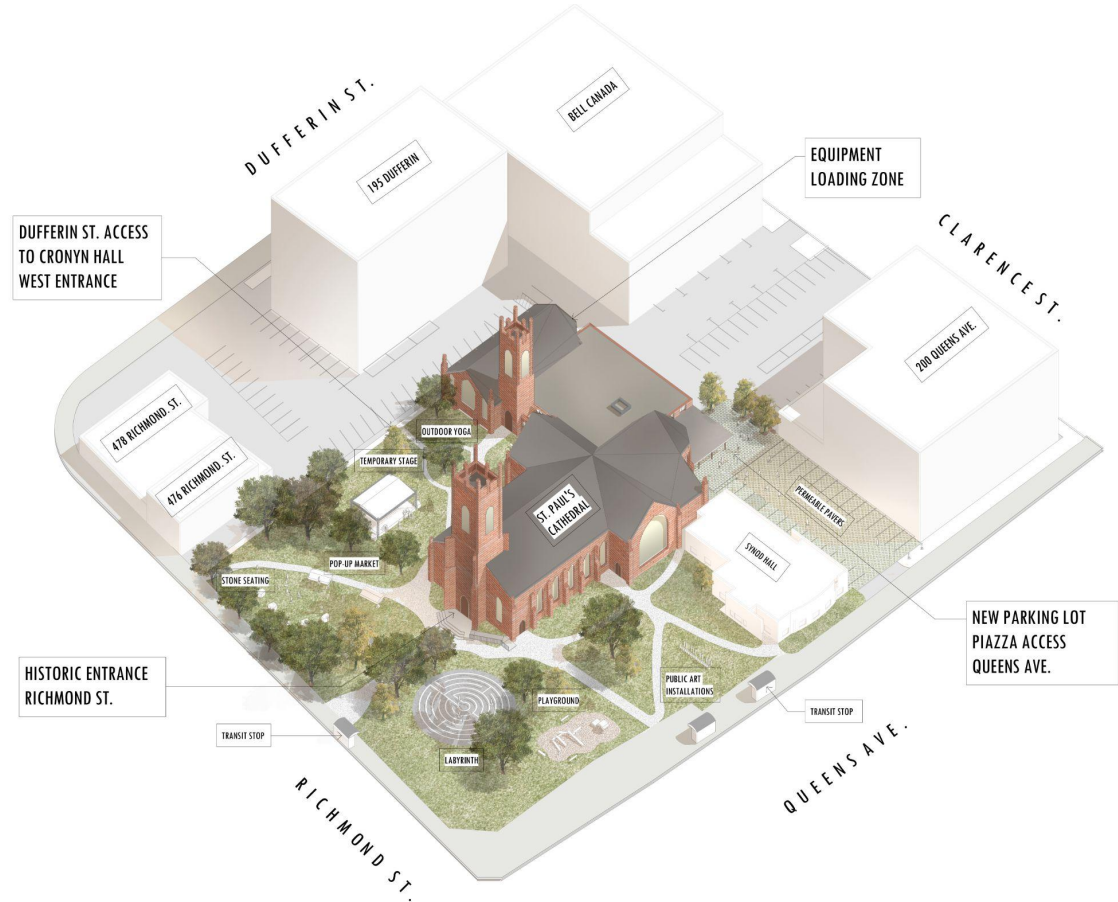 DUFFERIN ST.
BELL CANADA
195 DUFFERIN
EQUIPMENT
LOADING ZONE
CLARENCE ST.
DUFFERIN ST. ACCESS
TO CRONYN HALL
WEST ENTRANCE
200 QUEENS AVE.
478 RICHMOND. ST.
476 RICHMOND. ST.
OUTDOOR YOGA
TEMPORARY STAGE
ST. PAUL'S
CATHEDRAL
PERMEABLE PAVERS
SYNOD HALL
POP-UP MARKET
STONE SEATING
NEW PARKING LOT
PIAZZA ACCESS
QUEENS AVE.
HISTORIC ENTRANCE
RICHMOND ST.
PUBLIC ART
INSTALLATIONS
PLAYGROUND
TRANSIT STOP
TRANSIT STOP
LABYRINTH
QUEENS AVE.
RICHMOND ST.